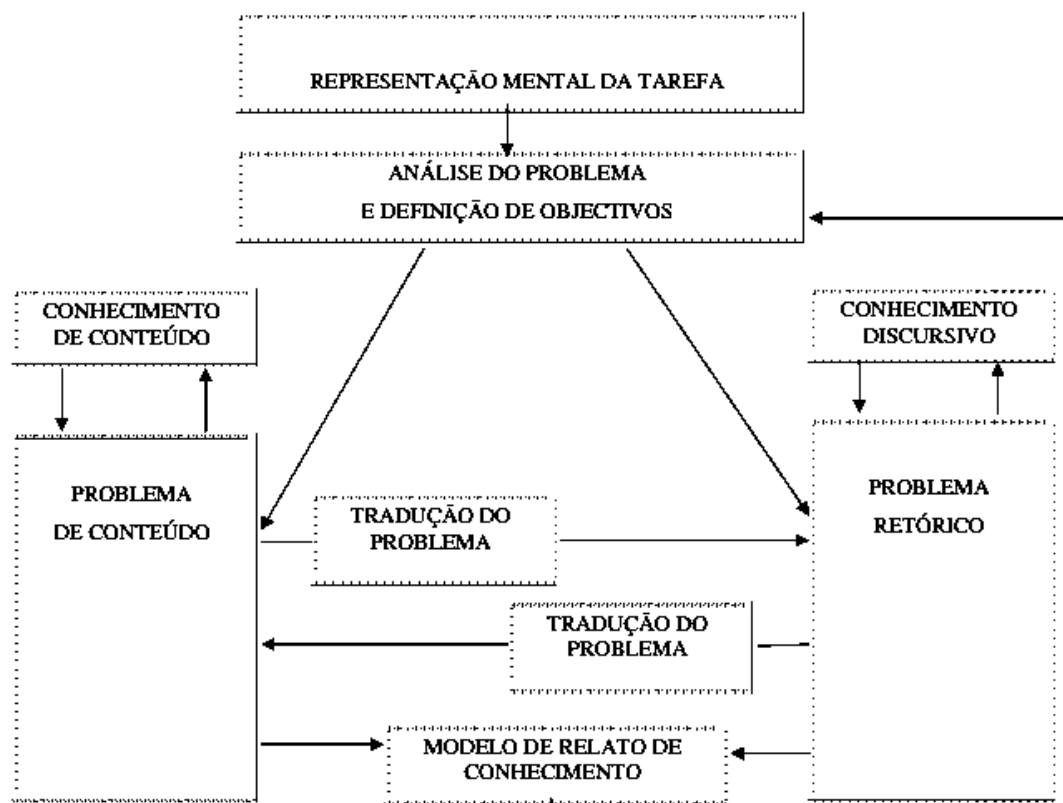 REPRESENTAÇÃO MENTAL DA TAREFA
ANÁLISE DO PROBLEMA
E DEFINIÇÃO DE OBJECTIVOS
CONHECIMENTO
DE CONTEÚDO
CONHECIMENTO
DISCURSIVO
PROBLEMA
DE CONTEÚDO
PROBLEMA
RETÓRICO
TRADUÇÃO DO
PROBLEMA
TRADUÇÃO DO
PROBLEMA
MODELO DE RELATO DE
CONHECIMENTO